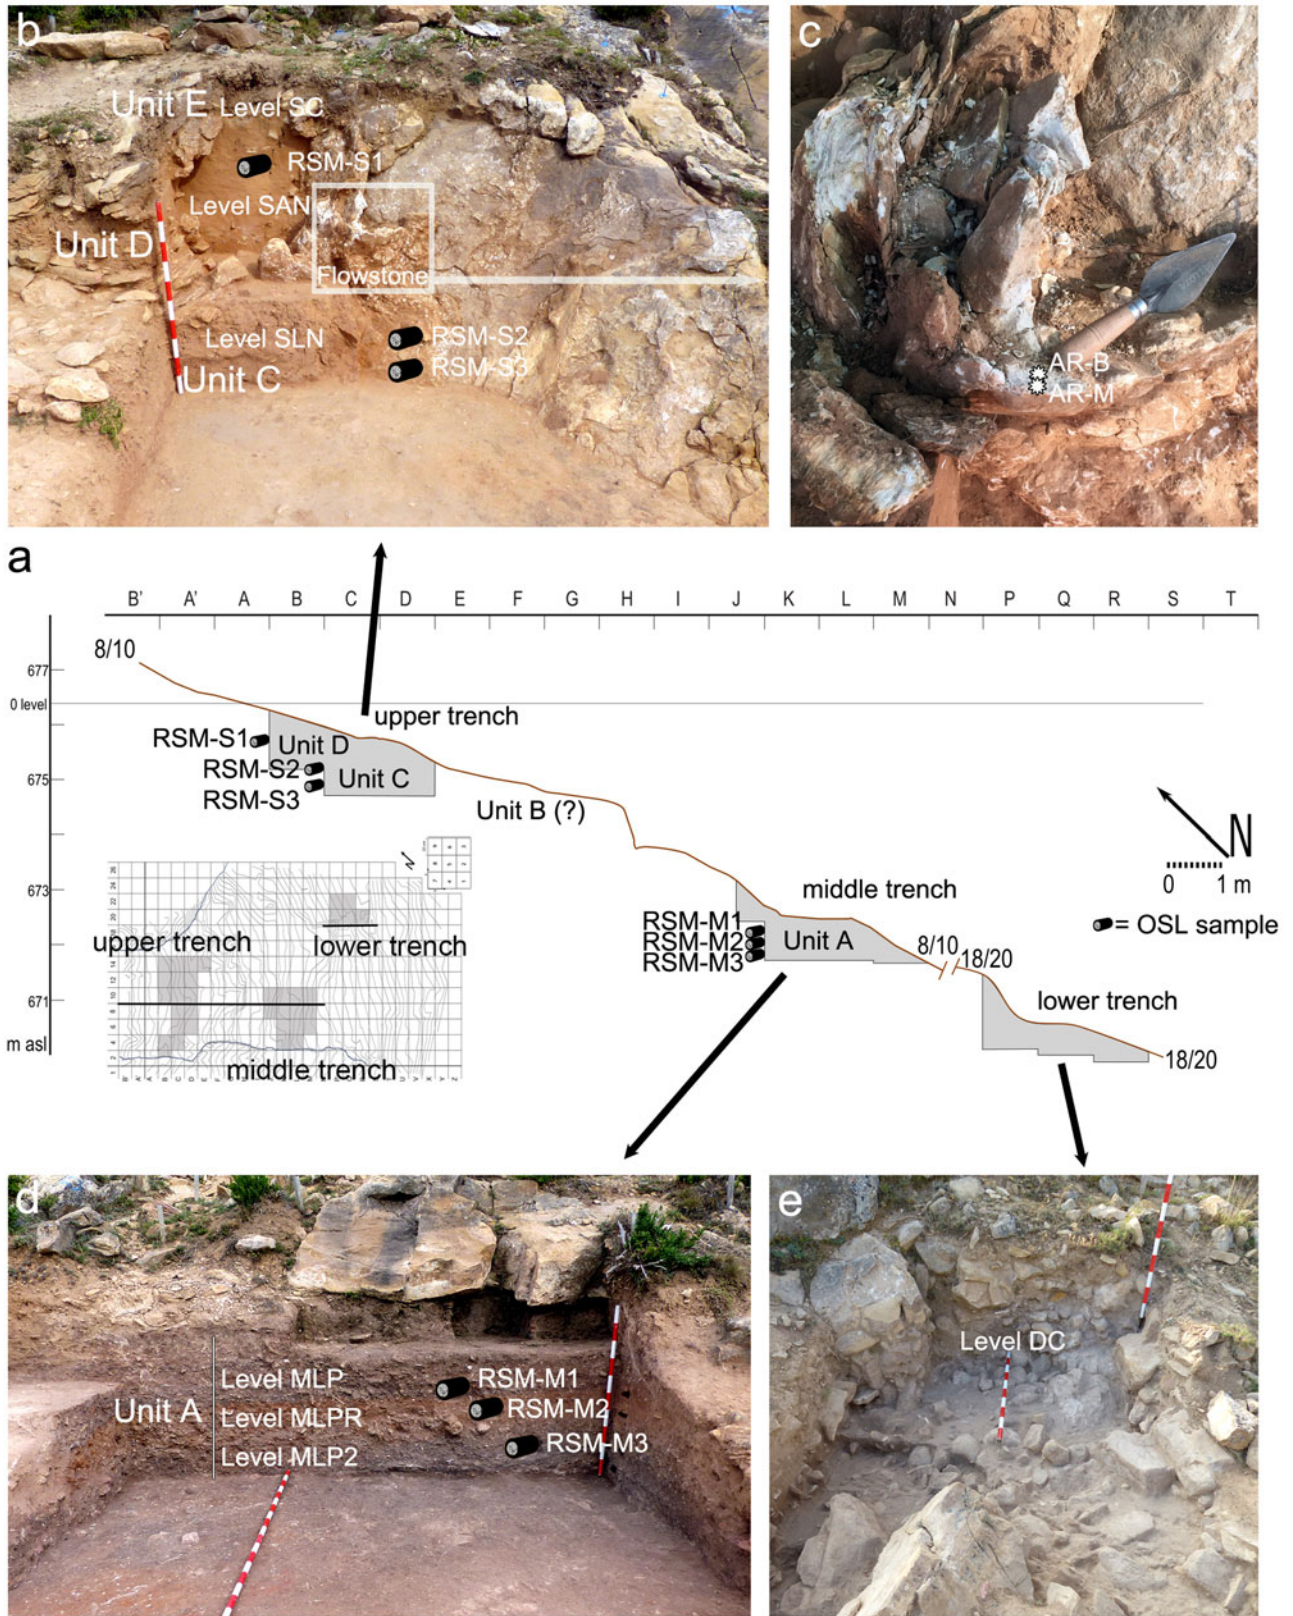 b
Unit E Level SC
RSM-S1
Level SAN
Unit D
Flowstone
Level SLN
RSM-S2
RSM-S3
Unit C
c
AR-B
AR-M
a
B' A' A B C D E F G H I J K L M N P Q R S T
8/10
677
0 level
upper trench
RSM-S1
Unit D
RSM-S2
675
Unit C
RSM-S3
Unit B (?)
N
0 1 m
673
middle trench
RSM-M1
= OSL sample
RSM-M2
Unit A
8/10
18/20
RSM-M3
671
lower trench
m asl
18/20
N
upper trench
lower trench
middle trench
d
Level MLP
RSM-M1
Unit A
Level MLPR
RSM-M2
Level MLP2
RSM-M3
e
Level DC